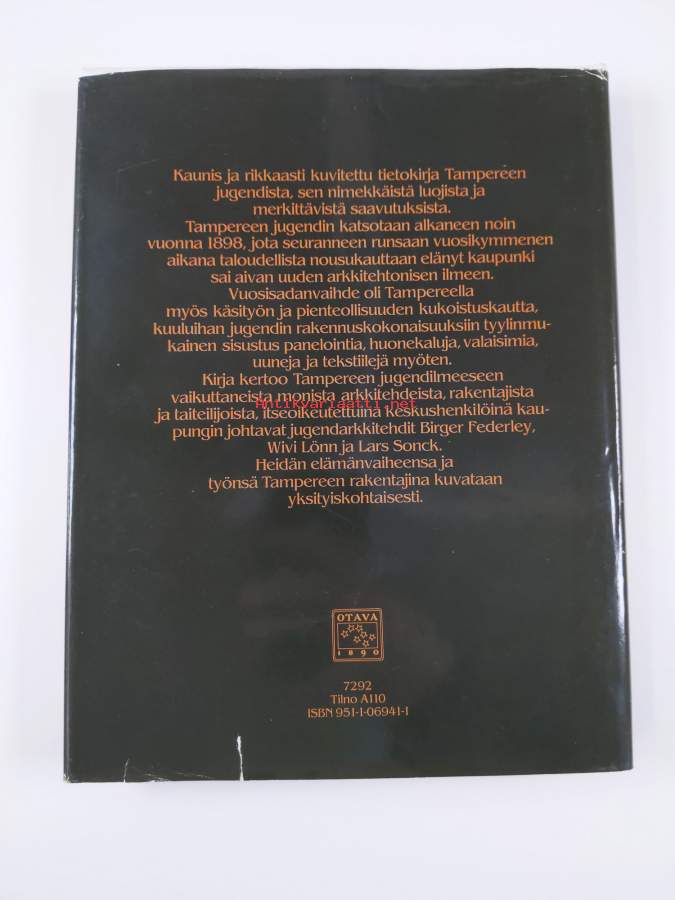 Kaunis ja rikkaasti kuvitettu tietokirja Tampereen
jugendista, sen nimekkäistä luojista ja
merkittävistä saavutuksista.
Tampereen jugendin katsotaan alkaneen noin
vuonna 1898, jota seuranneen runsaan vuosikymmenen
aikana taloudellista nousukauttaan elänyt kaupunki
sai aivan uuden arkkitehtonisen ilmeen.
Vuosisadanvaihde oli Tampereella
myös käsityön ja pienteollisuuden kukoistuskautta,
kuuluihan jugendin rakennuskokonaisuuksiin tyylinmu-
kainen sisustus panelointia, huonekaluja, valaisimia,
uuneja ja tekstiilejä myöten.
Kirja kertoo Tampereen jugendilmeeseen
vaikuttaneista monista arkkitehdeista, rakentajista
Antikvariaatti.net
ja taiteilijoista, itseoikeutettuina keskushenkilöinä kau-
pungin johtavat jugendarkkitehdit Birger Federley,
Wivi Lönn ja Lars Sonck.
Heidän elämänvaiheensa ja
työnsä Tampereen rakentajina kuvataan
yksityiskohtaisesti.
OTAVA
1890
7292
Tilno A110
ISBN 951-1-06941-1